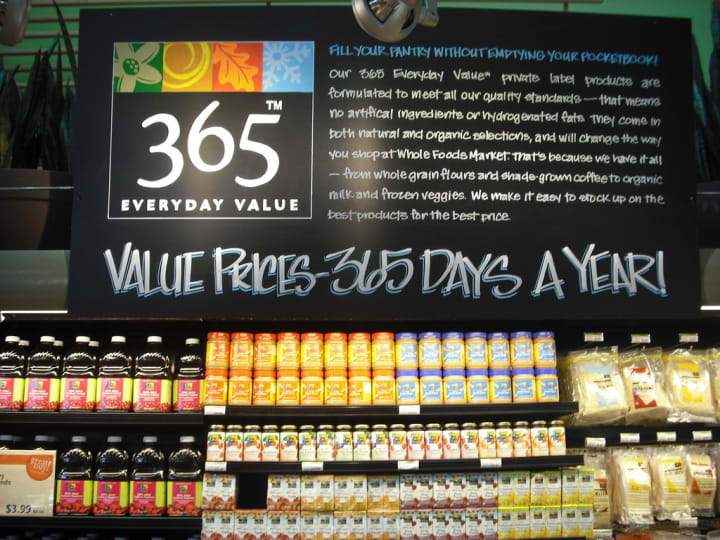 365™
EVERYDAY VALUE
FILL YOUR PANTRY WITHOUT EMPTYING YOUR POCKETBOOK!
Our 365 Everyday Value® private label products are
formulated to meet all our quality standards — that means
no artifical ingredients or hydrogenated fats. They come in
both natural and organic selections, and will change the way
you shop at Whole Foods Market. That's because we have it all
— from whole grain flours and shade-grown coffee to organic
milk and frozen veggies. We make it easy to stock up on the
best products for the best price.
VALUE PRICES - 365 DAYS A YEAR!
$3.99